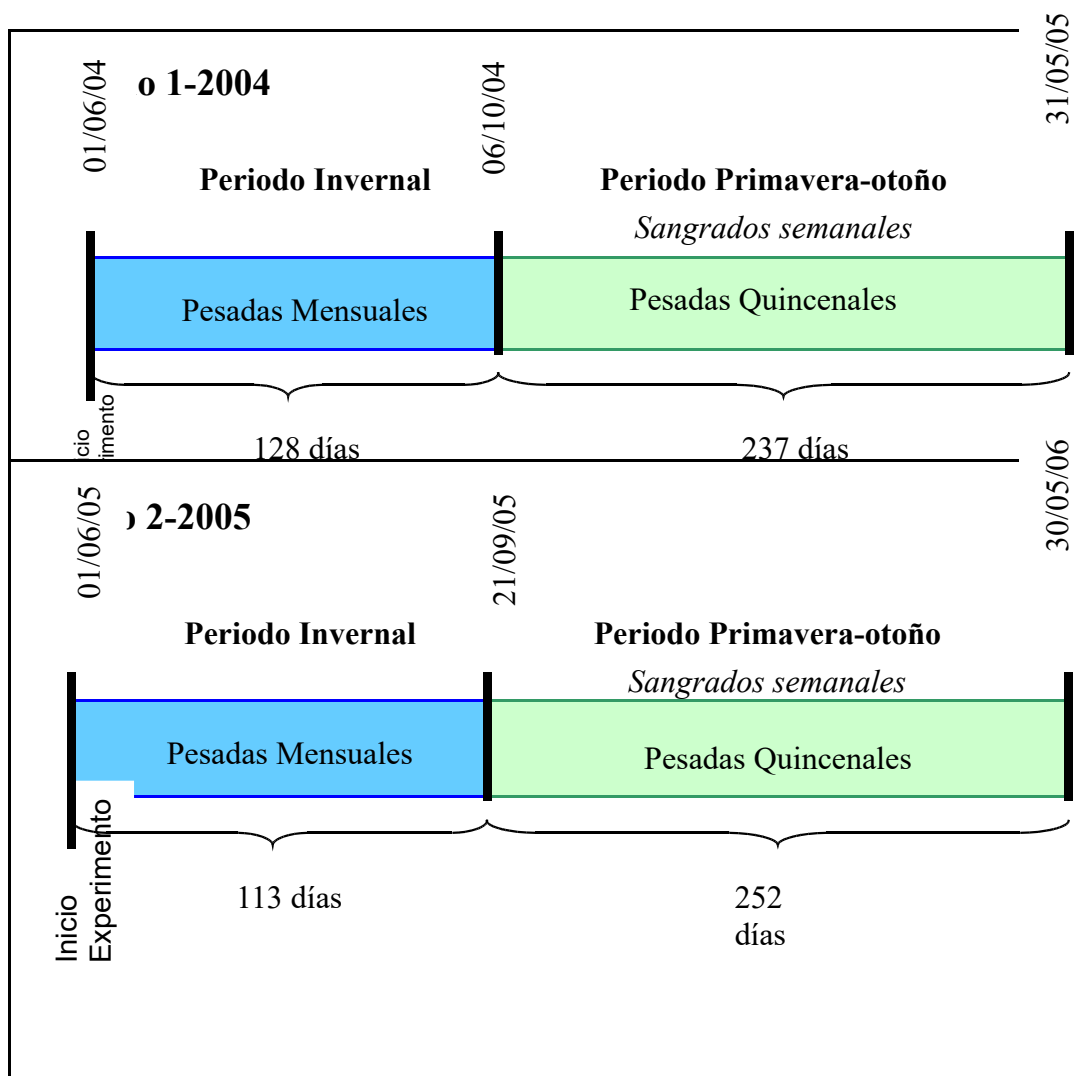 01/06/04
o 1-2004
06/10/04
31/05/05
Periodo Invernal
Periodo Primavera-otoño
Sangrados semanales
Pesadas Mensuales
Pesadas Quincenales
cio
imento
128 días
237 días
01/06/05
2-2005
21/09/05
30/05/06
Periodo Invernal
Periodo Primavera-otoño
Sangrados semanales
Pesadas Mensuales
Pesadas Quincenales
Inicio
Experimento
113 días
252
días